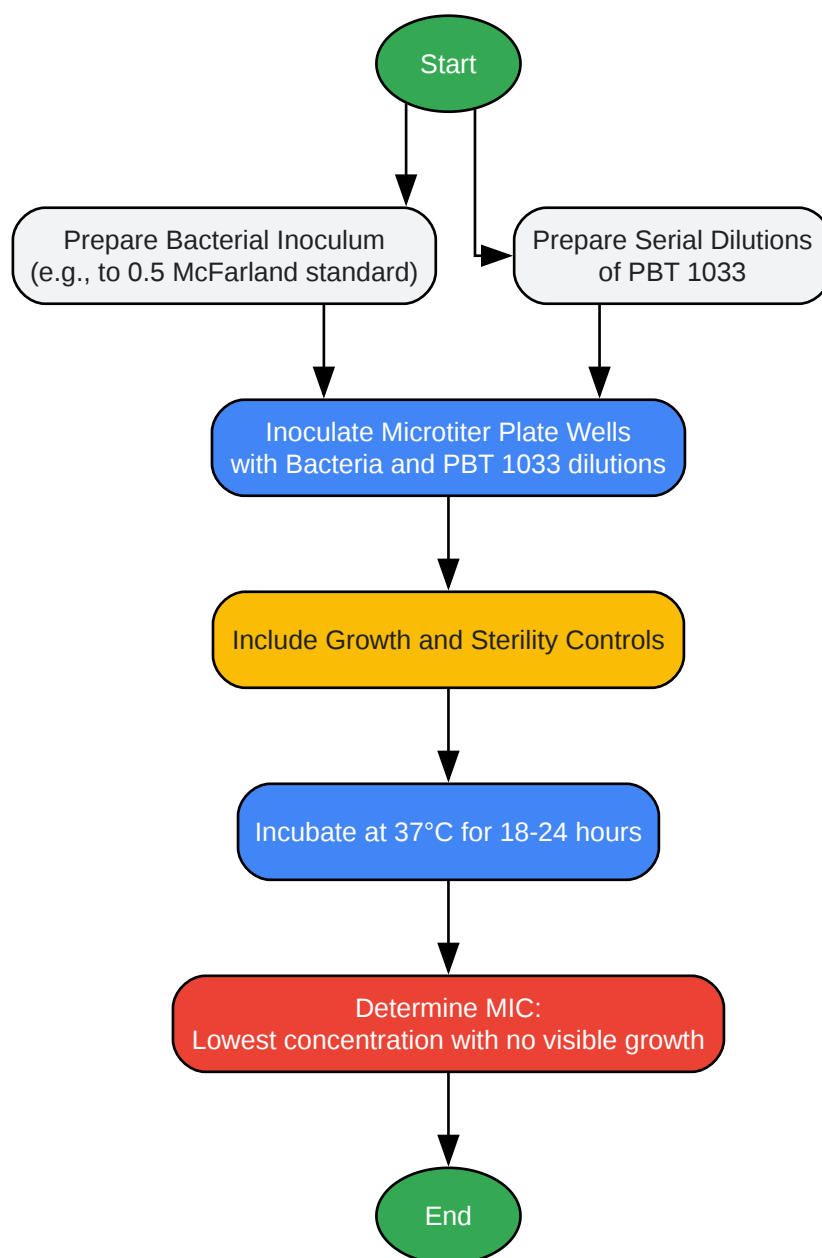 Start
Prepare Bacterial Inoculum
(e.g., to 0.5 McFarland standard)
Prepare Serial Dilutions
of PBT 1033
Inoculate Microtiter Plate Wells
with Bacteria and PBT 1033 dilutions
Include Growth and Sterility Controls
Incubate at 37°C for 18-24 hours
Determine MIC:
Lowest concentration with no visible growth
End